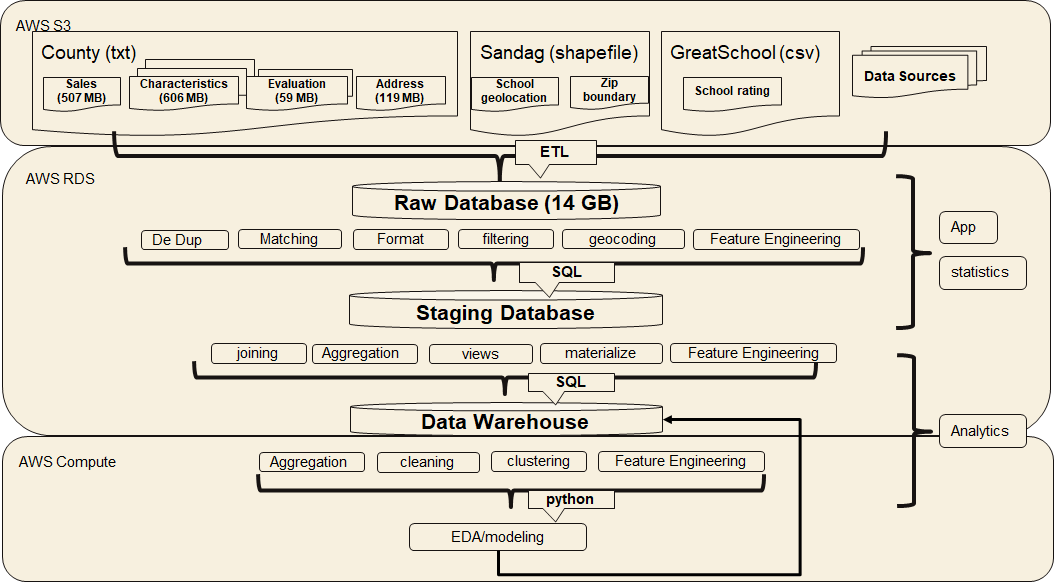 AWS S3
County (txt)
Sandag (shapefile)
GreatSchool (csv)
Sales
(507 MB)
Characteristics
(606 MB)
Evaluation
(59 MB)
Address
(119 MB)
School
geolocation
Zip
boundary
School rating
Data Sources
ETL
AWS RDS
Raw Database (14 GB)
De Dup
Matching
Format
filtering
geocoding
Feature Engineering
App
statistics
SQL
Staging Database
joining
Aggregation
views
materialize
Feature Engineering
SQL
Data Warehouse
Analytics
AWS Compute
Aggregation
cleaning
clustering
Feature Engineering
python
EDA/modeling